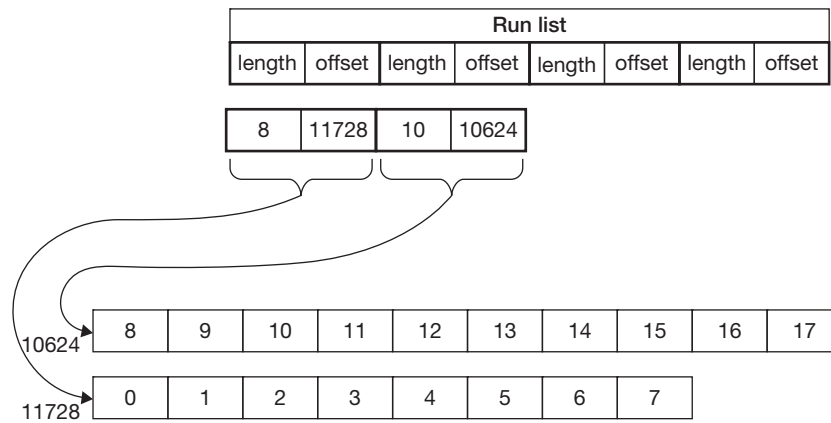 Run list
length offset length offset length offset length offset
8 11728 10 10624
8 9 10 11 12 13 14 15 16 17
10624
0 1 2 3 4 5 6 7
11728